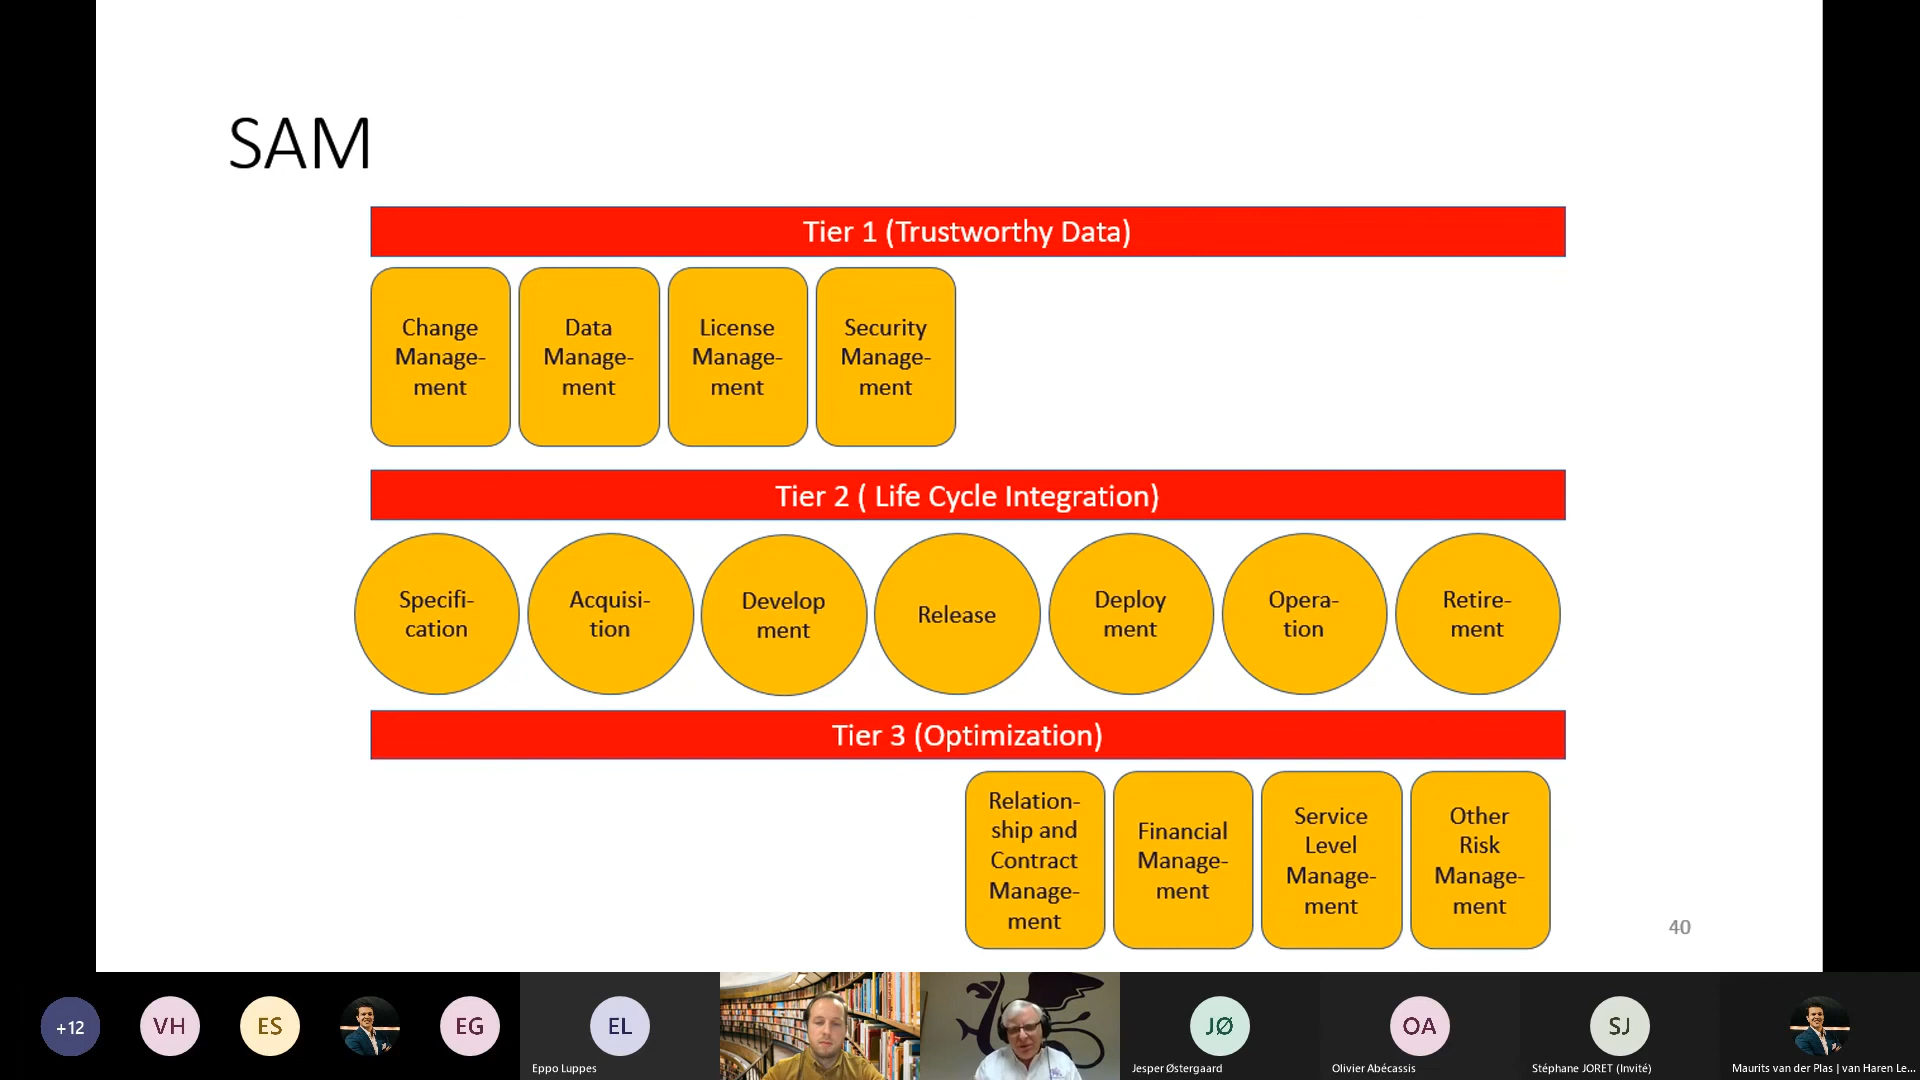 SAM
Tier 1 (Trustworthy Data)
Change
Manage-
ment
Data
Manage-
ment
License
Manage-
ment
Security
Manage-
ment
Tier 2 ( Life Cycle Integration)
Specifi-
cation
Acquisi-
tion
Develop
ment
Release
Deploy
ment
Opera-
tion
Retire-
ment
Tier 3 (Optimization)
Relation-
ship and
Contract
Manage-
ment
Financial
Manage-
ment
Service
Level
Manage-
ment
Other
Risk
Manage-
ment
40
+12
VH
ES
EG
EL
Eppo Luppes
JØ
Jesper Østergaard
OA
Olivier Abécassis
SJ
Stéphane JORET (Invité)
Maurits van der Plas | van Haren Le...